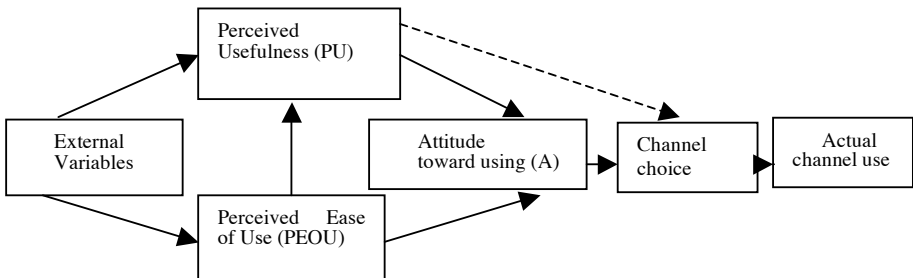 Perceived
Usefulness (PU)
External
Variables
Attitude
toward using (A)
Channel
choice
Actual
channel use
Perceived Ease
of Use (PEOU)